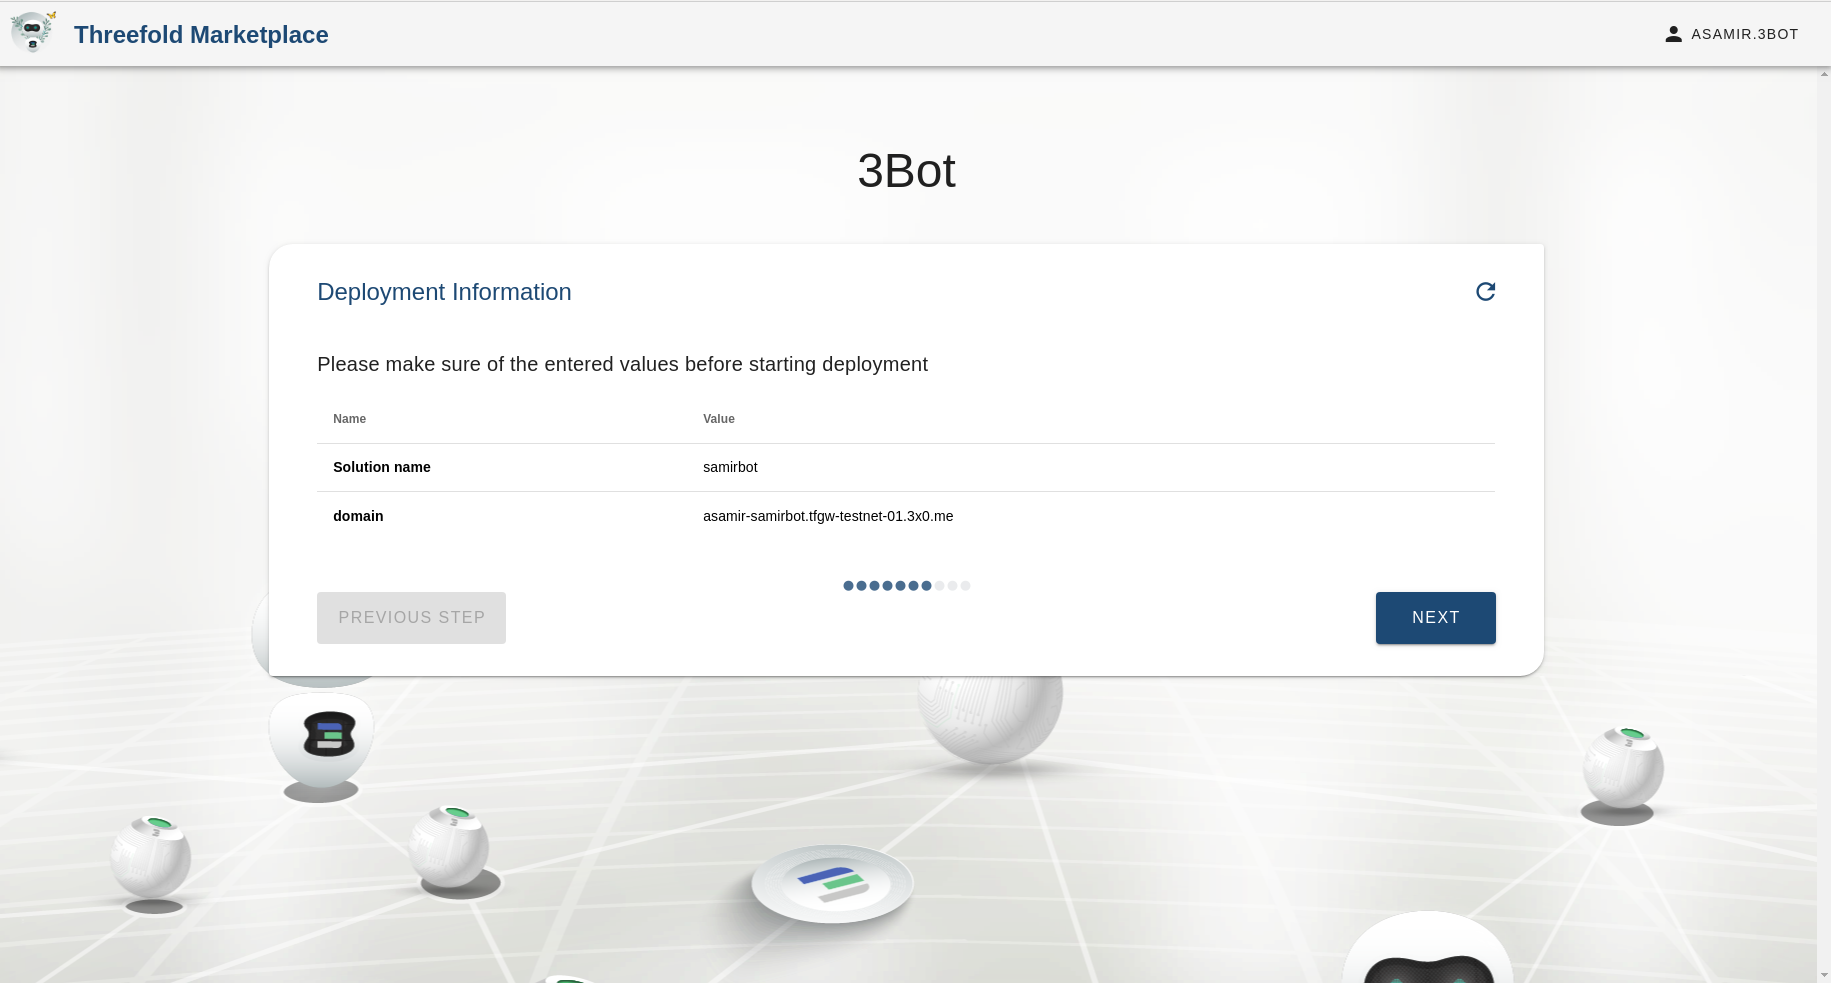 Threefold Marketplace
ASAMIR.3BOT
3Bot
Deployment Information
Please make sure of the entered values before starting deployment
Name Value
Solution name samirbot
domain asamir-samirbot.tfgw-testnet-01.3x0.me
PREVIOUS STEP
NEXT